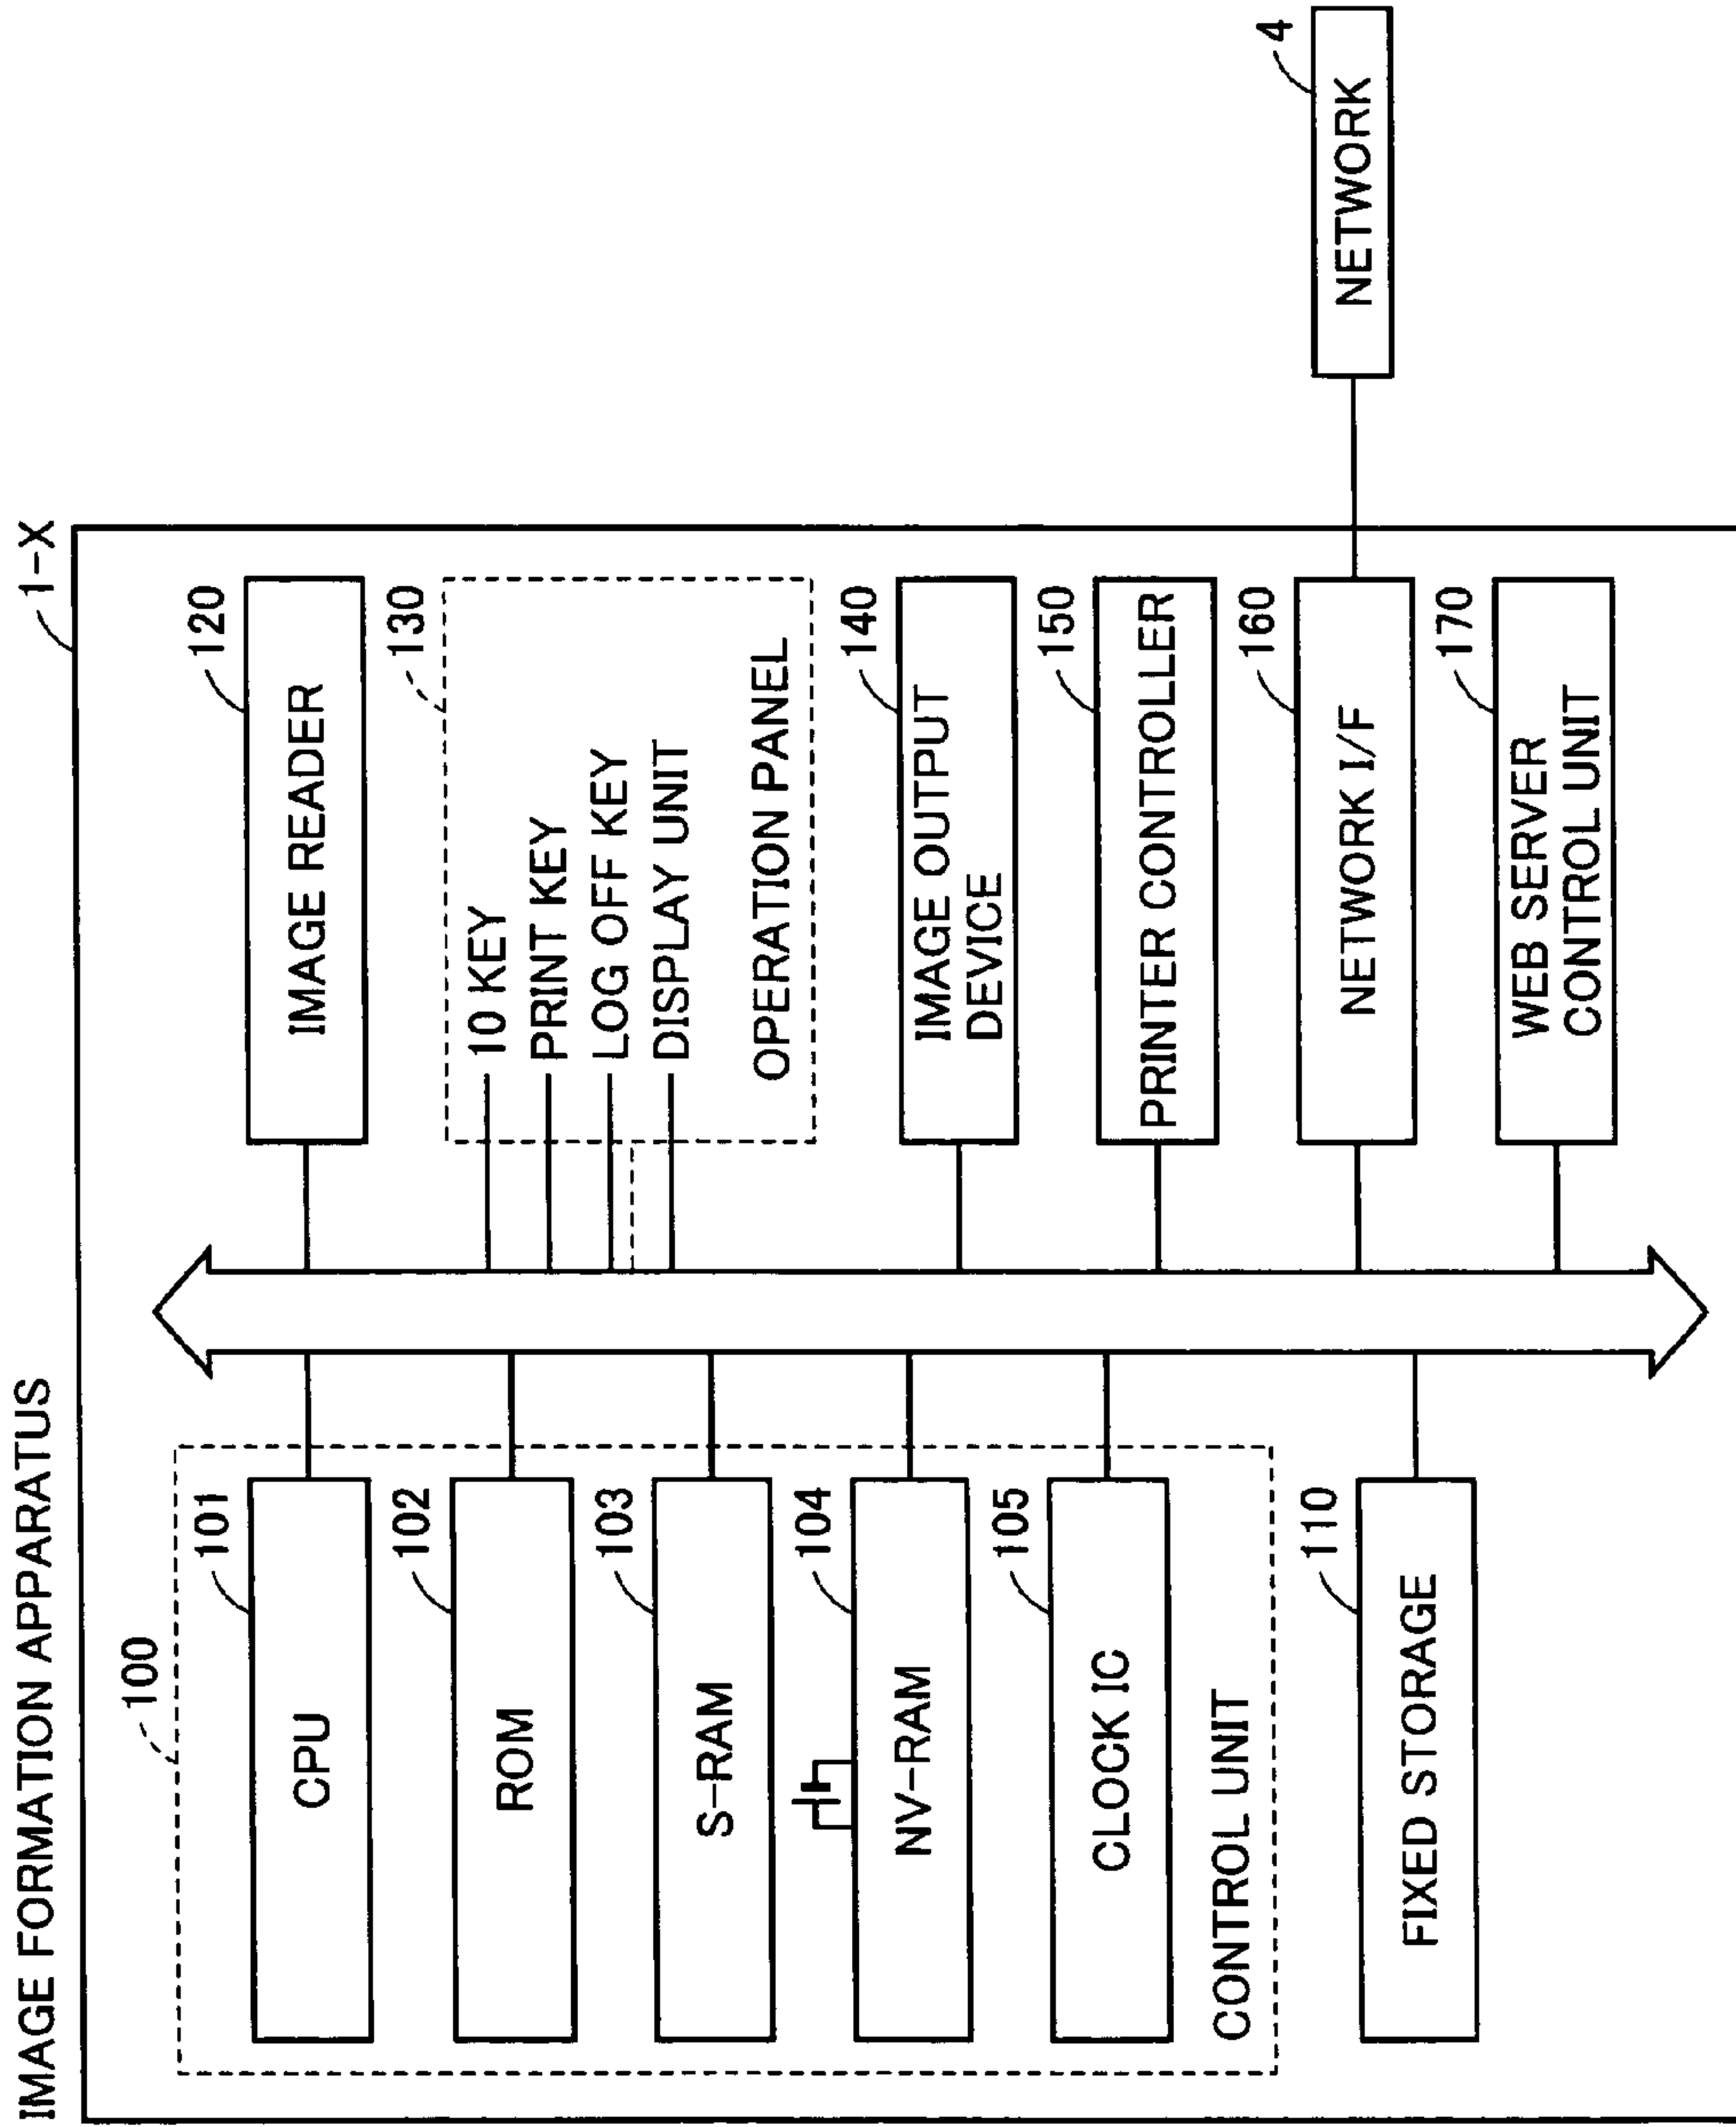 IMAGE FORMATION APPARATUS
1-X
100
101
CPU
102
ROM
103
S-RAM
104
NV-RAM
105
CLOCK IC
CONTROL UNIT
110
FIXED STORAGE
120
IMAGE READER
130
10 KEY
PRINT KEY
LOG OFF KEY
DISPLAY UNIT
OPERATION PANEL
140
IMAGE OUTPUT
DEVICE
150
PRINTER CONTROLLER
160
NETWORK I/F
170
WEB SERVER
CONTROL UNIT
4
NETWORK